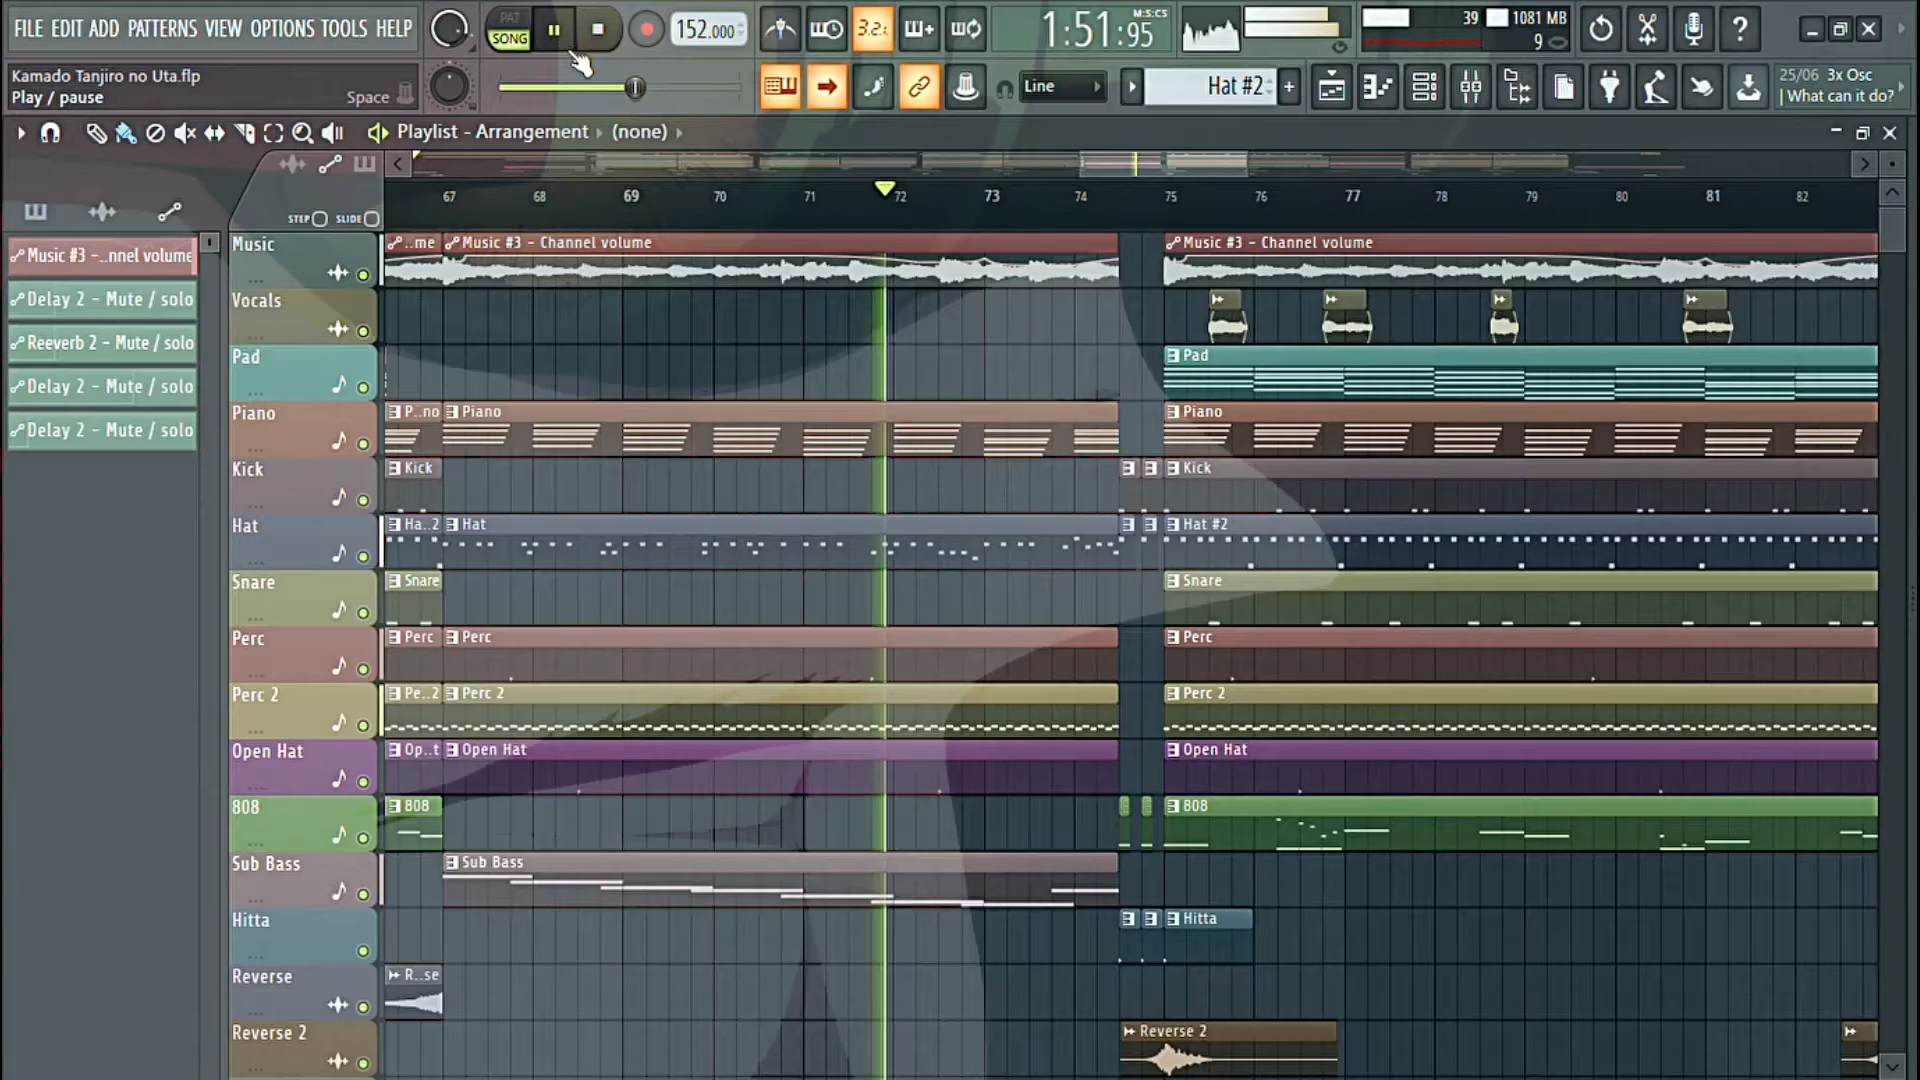 FILE EDIT ADD PATTERNS VIEW OPTIONS TOOLS HELP
PAT
SONG
152.000
3.2.
1:51:95
M:S:CS
39
1081 MB
9
Kamado Tanjiro no Uta.flp
Play / pause
Space
Line
Hat #2
25/06 3x Osc
| What can it do?
Playlist - Arrangement (none)
STEP SLIDE
67 68 69 70 71 72 73 74 75 76 77 78 79 80 81 82
Music #3 -..nnel volume
Delay 2 - Mute / solo
Reeverb 2 - Mute / solo
Delay 2 - Mute / solo
Delay 2 - Mute / solo
Music ..me Music #3 - Channel volume Music #3 - Channel volume
Vocals
Pad Pad
Piano P..no Piano Piano
Kick Kick Kick
Hat Ha..2 Hat Hat #2
Snare Snare Snare
Perc Perc Perc Perc
Perc 2 Pe..2 Perc 2 Perc 2
Open Hat Op..t Open Hat Open Hat
808 808 808
Sub Bass Sub Bass
Hitta Hitta
Reverse R..se
Reverse 2 Reverse 2